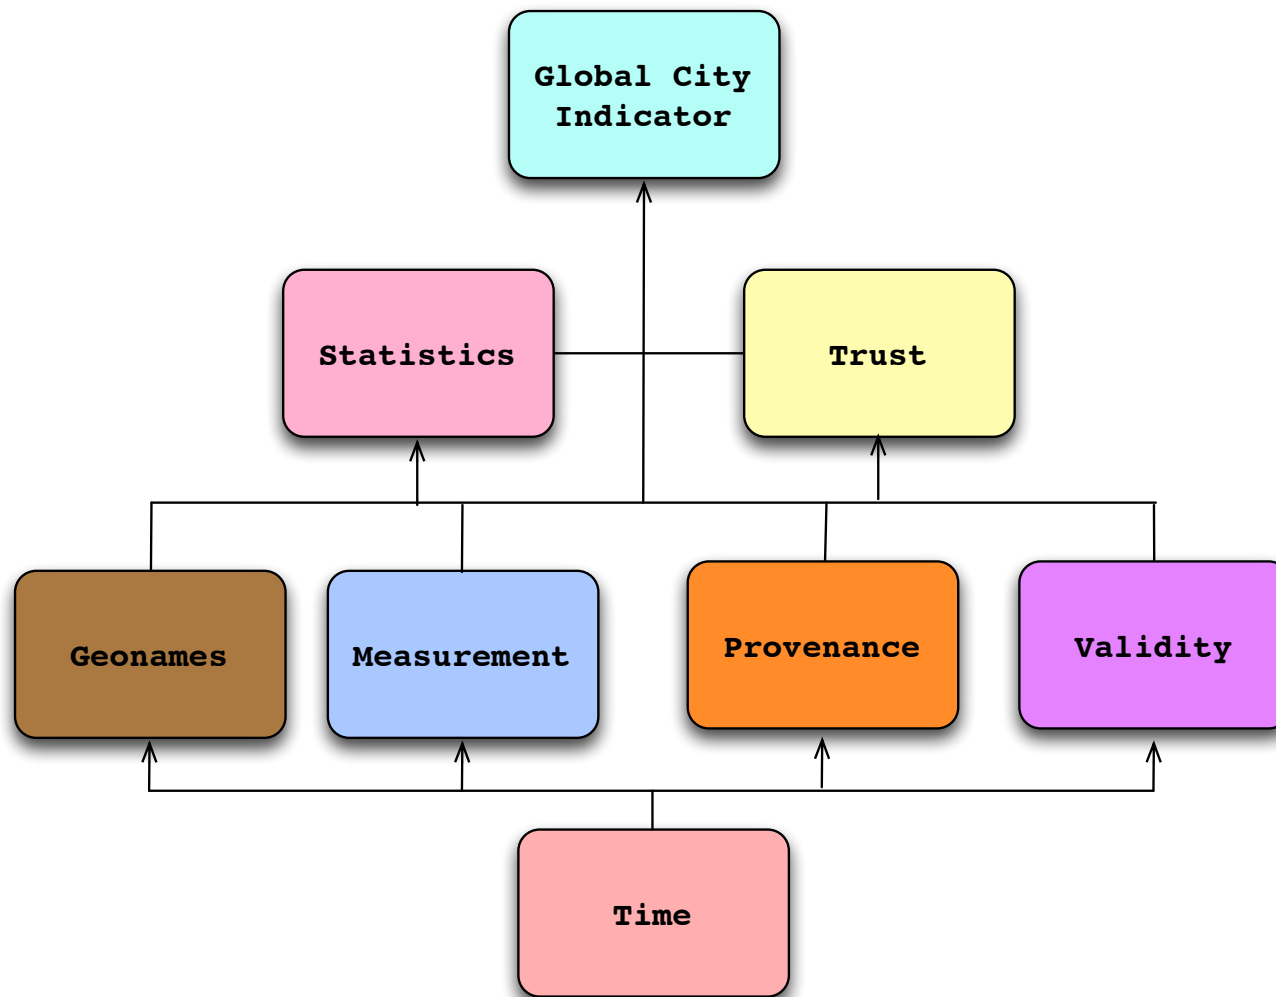 Global City
Indicator
Statistics
Trust
Geonames
Measurement
Provenance
Validity
Time